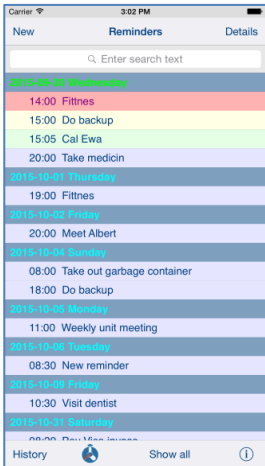 Carrier 3:02 PM
New Reminders Details
Enter search text
2015-09-30 Wednesday
14:00 Fittnes
15:00 Do backup
15:05 Cal Ewa
20:00 Take medicin
2015-10-01 Thursday
19:00 Fittnes
2015-10-02 Friday
20:00 Meet Albert
2015-10-04 Sunday
08:00 Take out garbage container
18:00 Do backup
2015-10-05 Monday
11:00 Weekly unit meeting
2015-10-06 Tuesday
08:30 New reminder
2015-10-09 Friday
10:30 Visit dentist
2015-10-31 Saturday
History Show all